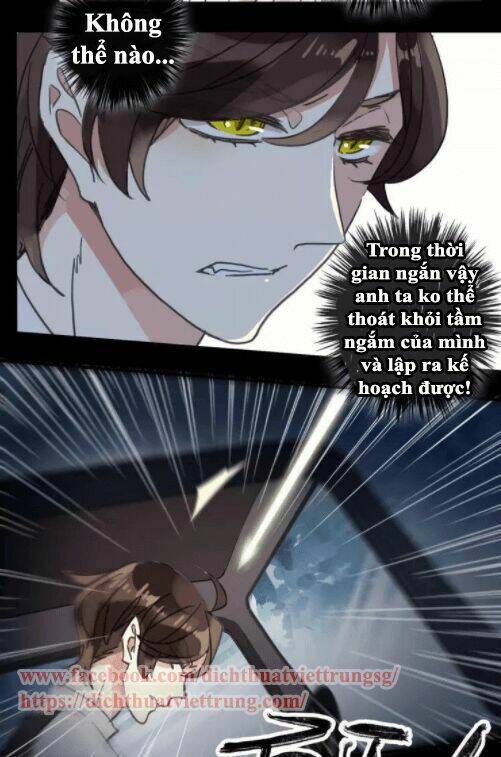 Không
thể nào...
Trong thời
gian ngắn vậy
anh ta ko thể
thoát khỏi tầm
ngắm của mình
và lập ra kế
hoạch được!
www.facebook.com/dichthuatviettrungsg/
https://dichthuatviettrung.com/